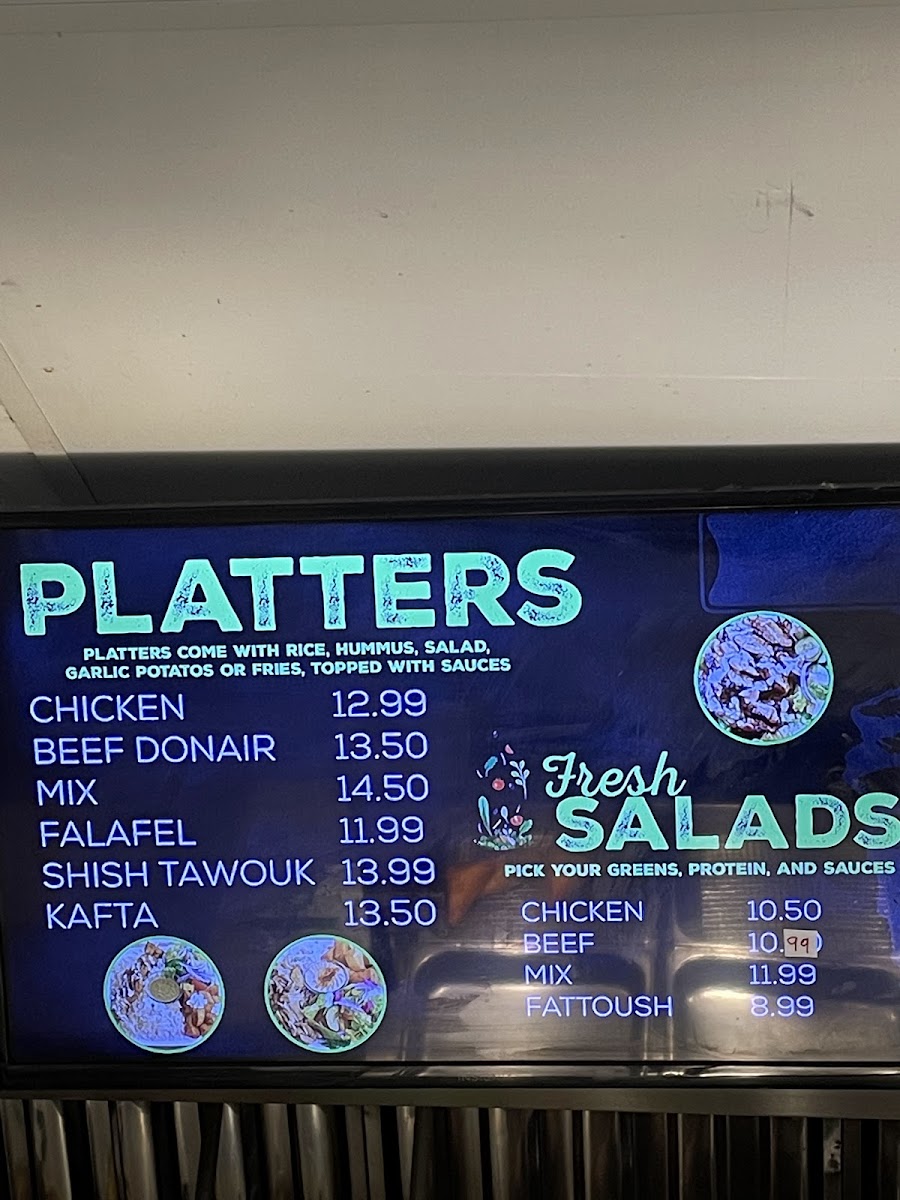 PLATTERS
PLATTERS COME WITH RICE, HUMMUS, SALAD,
GARLIC POTATOS OR FRIES, TOPPED WITH SAUCES
CHICKEN 12.99
BEEF DONAIR 13.50
MIX 14.50
FALAFEL 11.99
SHISH TAWOUK 13.99
KAFTA 13.50
Fresh
SALADS
PICK YOUR GREENS, PROTEIN, AND SAUCES
CHICKEN 10.50
BEEF 10.99
MIX 11.99
FATTOUSH 8.99